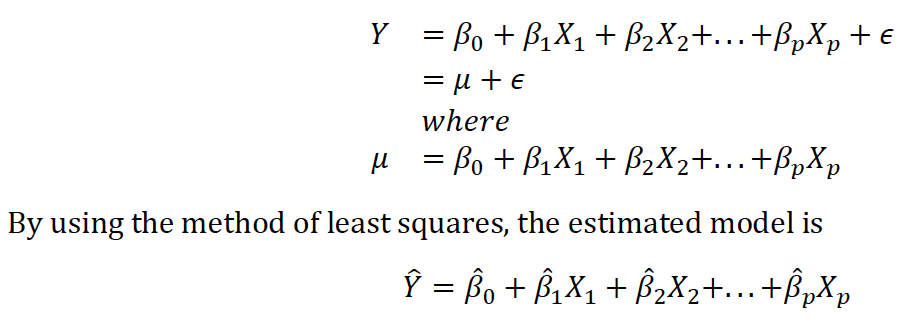 Y = β₀ + β₁X₁ + β₂X₂+...+βₚXₚ + ϵ
= μ + ϵ
where
μ = β₀ + β₁X₁ + β₂X₂+...+βₚXₚ
By using the method of least squares, the estimated model is
Ŷ = β̂₀ + β̂₁X₁ + β̂₂X₂+...+β̂ₚXₚ